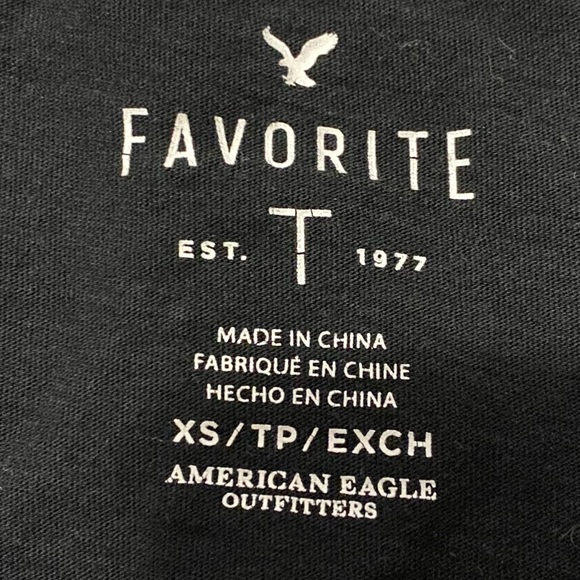 FAVORITE
T
EST. 1977
MADE IN CHINA
FABRIQUÉ EN CHINE
HECHO EN CHINA
XS/TP/EXCH
AMERICAN EAGLE
OUTFITTERS